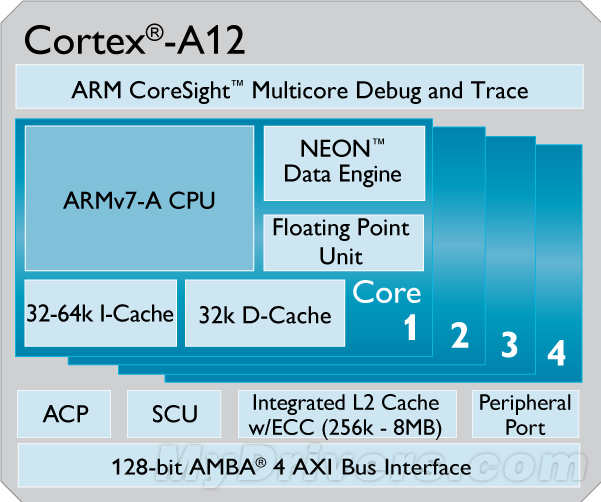 Cortex®-A12
ARM CoreSight™ Multicore Debug and Trace
ARMv7-A CPU
NEON™
Data Engine
Floating Point
Unit
32-64k I-Cache
32k D-Cache
Core
1
2
3
4
ACP
SCU
Integrated L2 Cache
w/ECC (256k - 8MB)
Peripheral
Port
128-bit AMBA® 4 AXI Bus Interface
MyDrivers.com